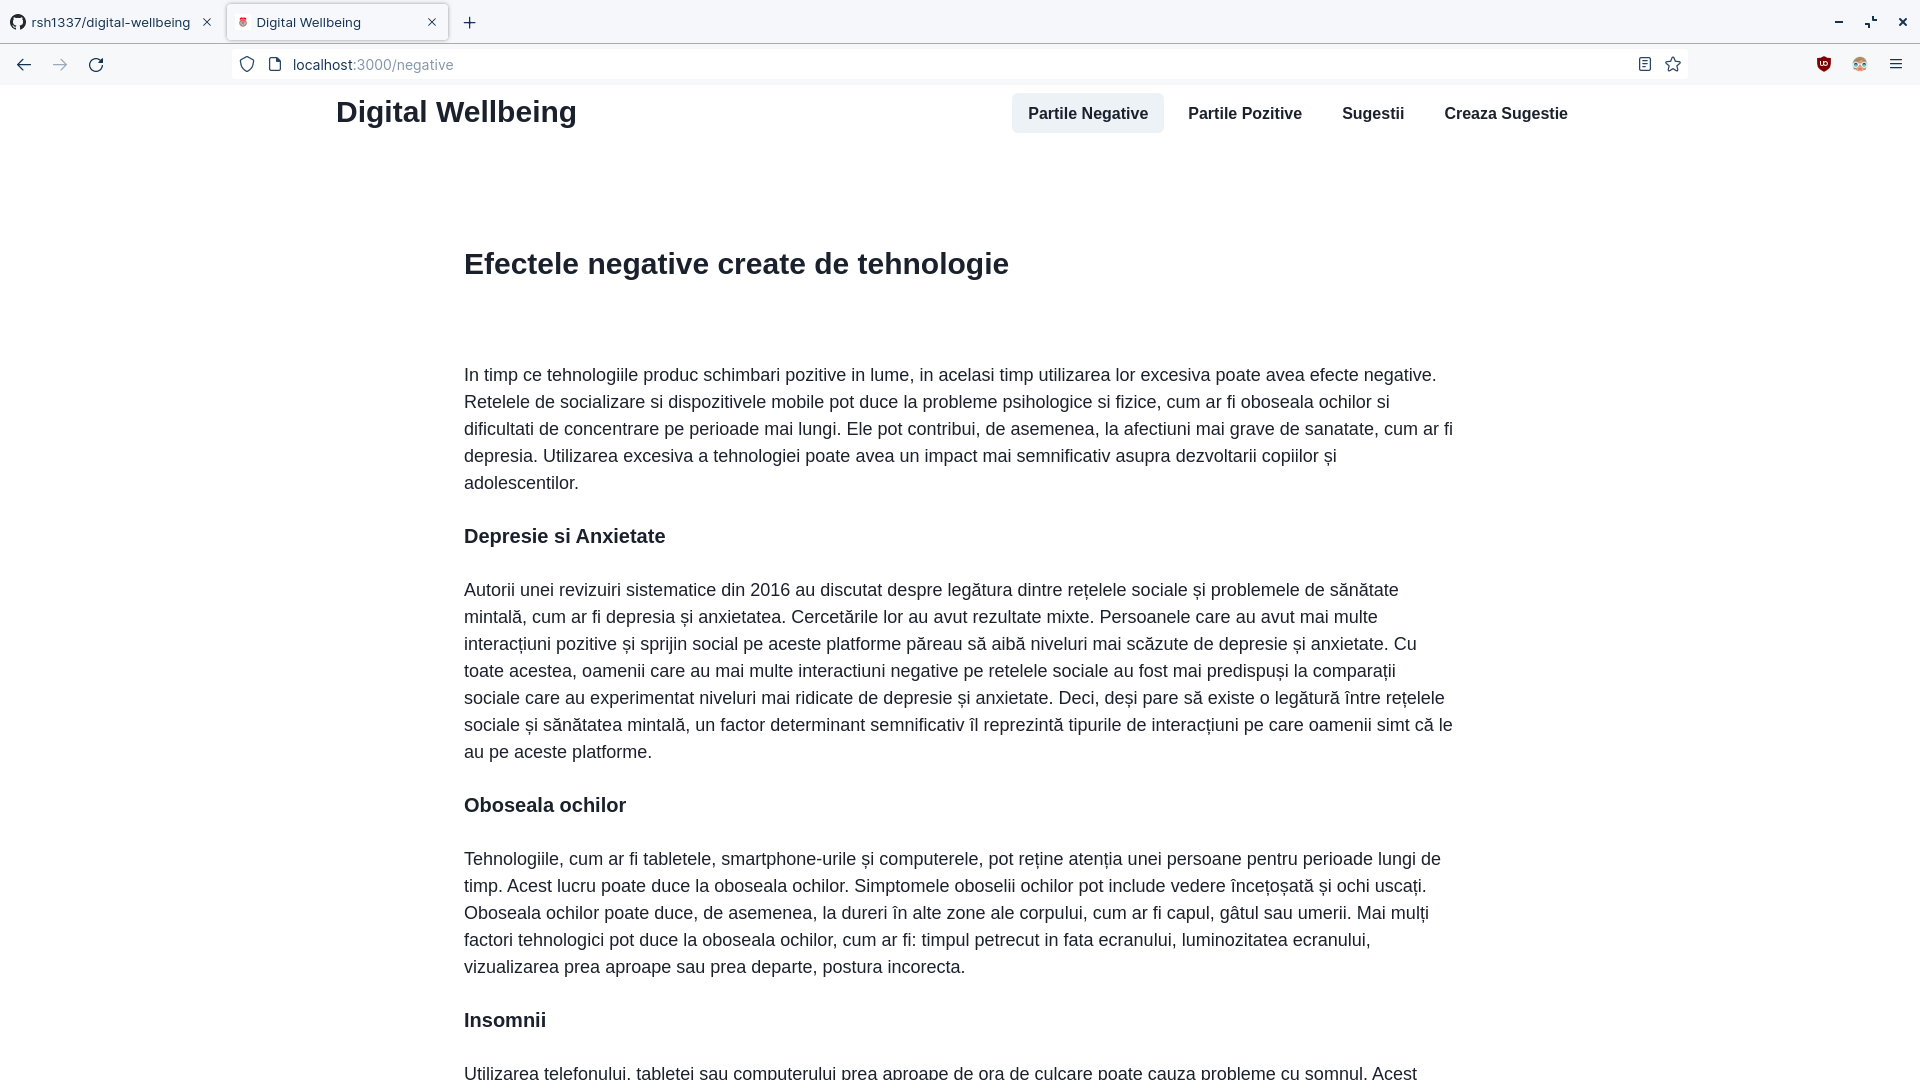 rsh1337/digital-wellbeing
Digital Wellbeing
localhost:3000/negative
Digital Wellbeing
Partile Negative
Partile Pozitive
Sugestii
Creaza Sugestie
Efectele negative create de tehnologie
In timp ce tehnologiile produc schimbari pozitive in lume, in acelasi timp utilizarea lor excesiva poate avea efecte negative.
Retelele de socializare si dispozitivele mobile pot duce la probleme psihologice si fizice, cum ar fi oboseala ochilor si
dificultati de concentrare pe perioade mai lungi. Ele pot contribui, de asemenea, la afectiuni mai grave de sanatate, cum ar fi
depresia. Utilizarea excesiva a tehnologiei poate avea un impact mai semnificativ asupra dezvoltarii copiilor și
adolescentilor.
Depresie si Anxietate
Autorii unei revizuiri sistematice din 2016 au discutat despre legătura dintre rețelele sociale și problemele de sănătate
mintală, cum ar fi depresia și anxietatea. Cercetările lor au avut rezultate mixte. Persoanele care au avut mai multe
interacțiuni pozitive și sprijin social pe aceste platforme păreau să aibă niveluri mai scăzute de depresie și anxietate. Cu
toate acestea, oamenii care au mai multe interactiuni negative pe retelele sociale au fost mai predispuși la comparații
sociale care au experimentat niveluri mai ridicate de depresie și anxietate. Deci, deși pare să existe o legătură între rețelele
sociale și sănătatea mintală, un factor determinant semnificativ îl reprezintă tipurile de interacțiuni pe care oamenii simt că le
au pe aceste platforme.
Oboseala ochilor
Tehnologiile, cum ar fi tabletele, smartphone-urile și computerele, pot reține atenția unei persoane pentru perioade lungi de
timp. Acest lucru poate duce la oboseala ochilor. Simptomele oboselii ochilor pot include vedere încețoșată și ochi uscați.
Oboseala ochilor poate duce, de asemenea, la dureri în alte zone ale corpului, cum ar fi capul, gâtul sau umerii. Mai mulți
factori tehnologici pot duce la oboseala ochilor, cum ar fi: timpul petrecut in fata ecranului, luminozitatea ecranului,
vizualizarea prea aproape sau prea departe, postura incorecta.
Insomnii
Utilizarea telefonului, tabletei sau computerului prea aproape de ora de culcare poate cauza probleme cu somnul. Acest